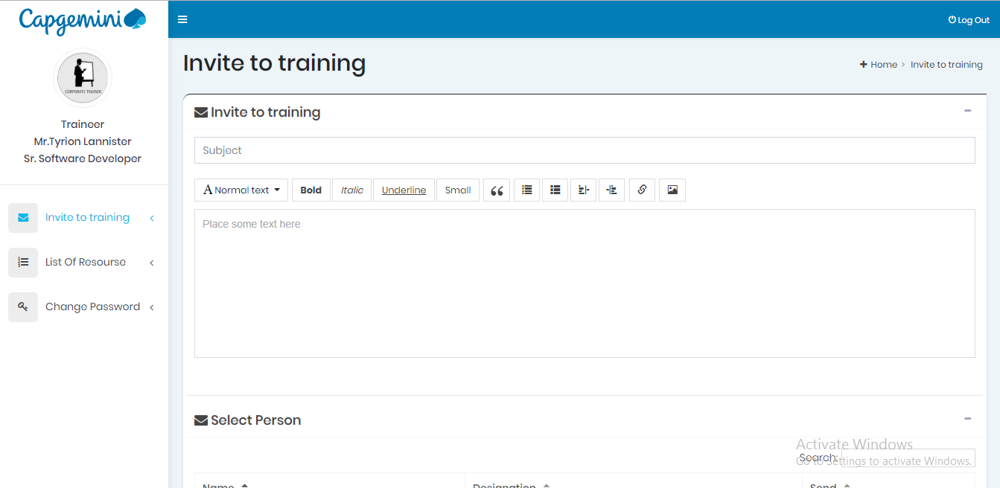 Capgemini
Log Out
Invite to training
Home > Invite to training
CORPORATE TRAINER
Traineer
Mr.Tyrion Lannister
Sr. Software Developer
Invite to training
List Of Resourse
Change Password
Invite to training
Subject
A Normal text Bold Italic Underline Small
Place some text here
Select Person
Activate Windows
Search:
Go to Settings to activate Windows.
Name Designation Send